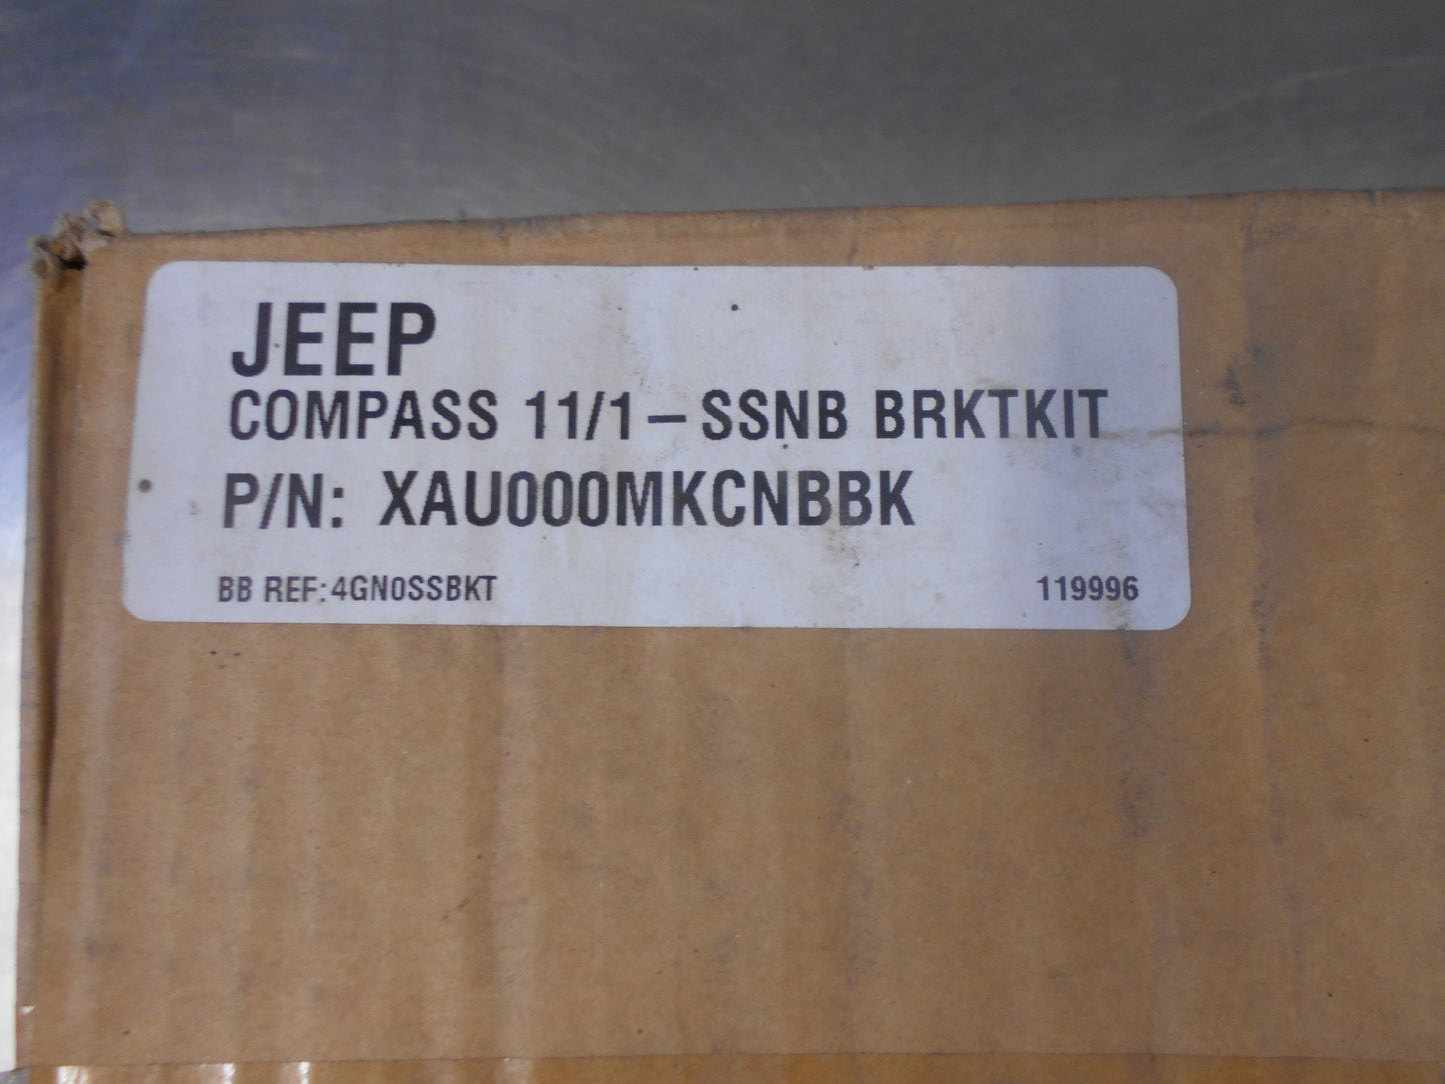 JEEP
COMPASS 11/1 – SSNB BRKTKIT
P/N: XAU000MKCNBBK
BB REF: 4GN0SSBKT
119996